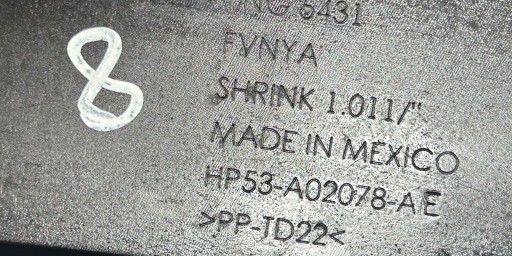 8
FVNYA
SHRINK 1.011/"
MADE IN MEXICO
HP53-A02078-AE
>PP-TD22<